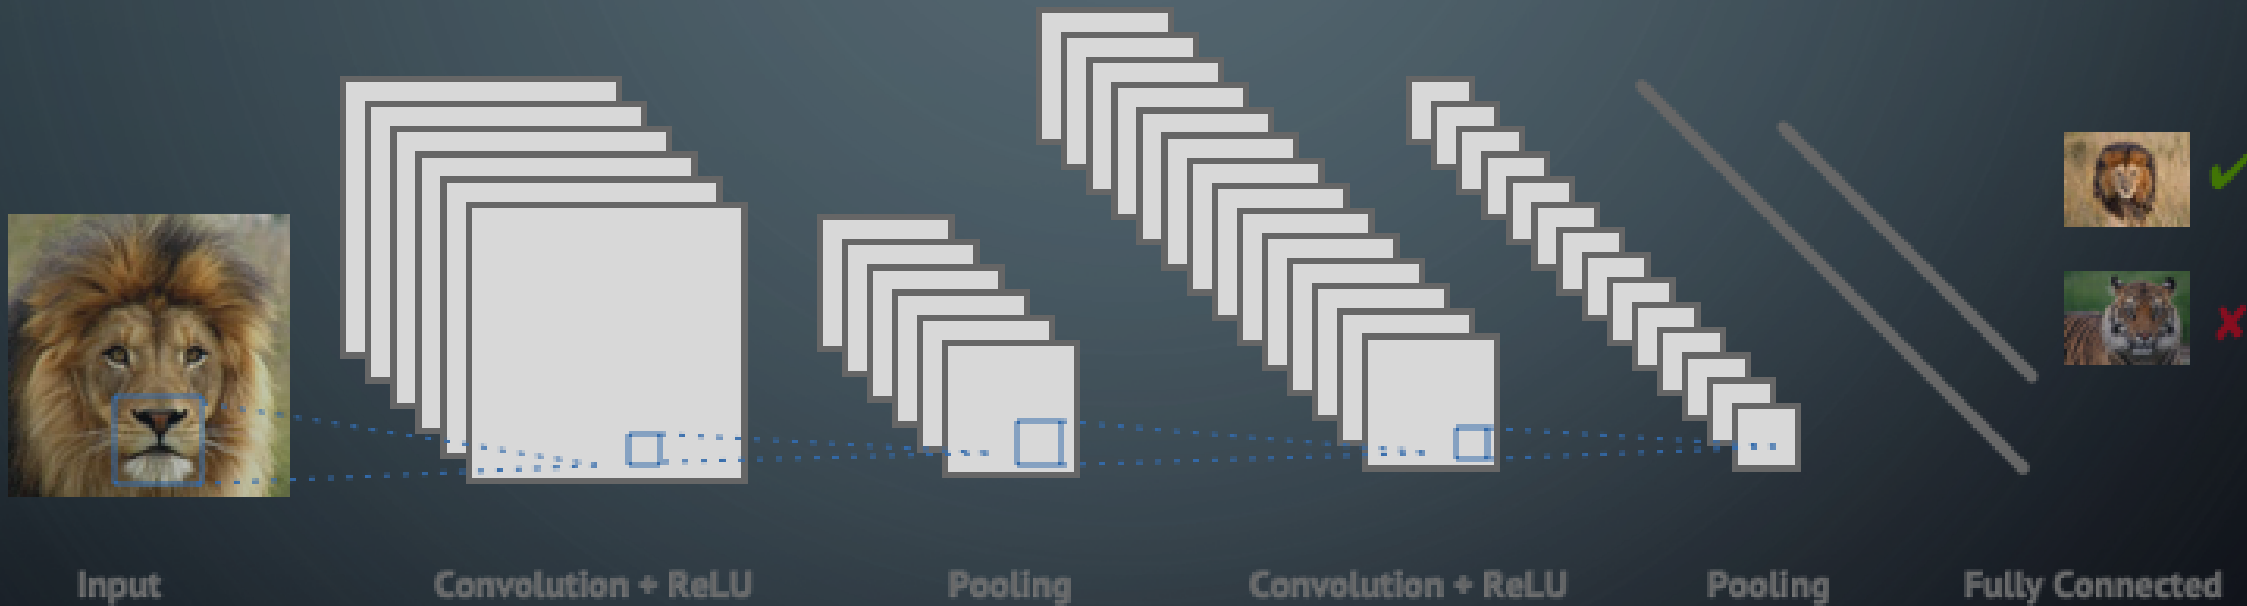 Input
Convolution + ReLU
Pooling
Convolution + ReLU
Pooling
Fully Connected